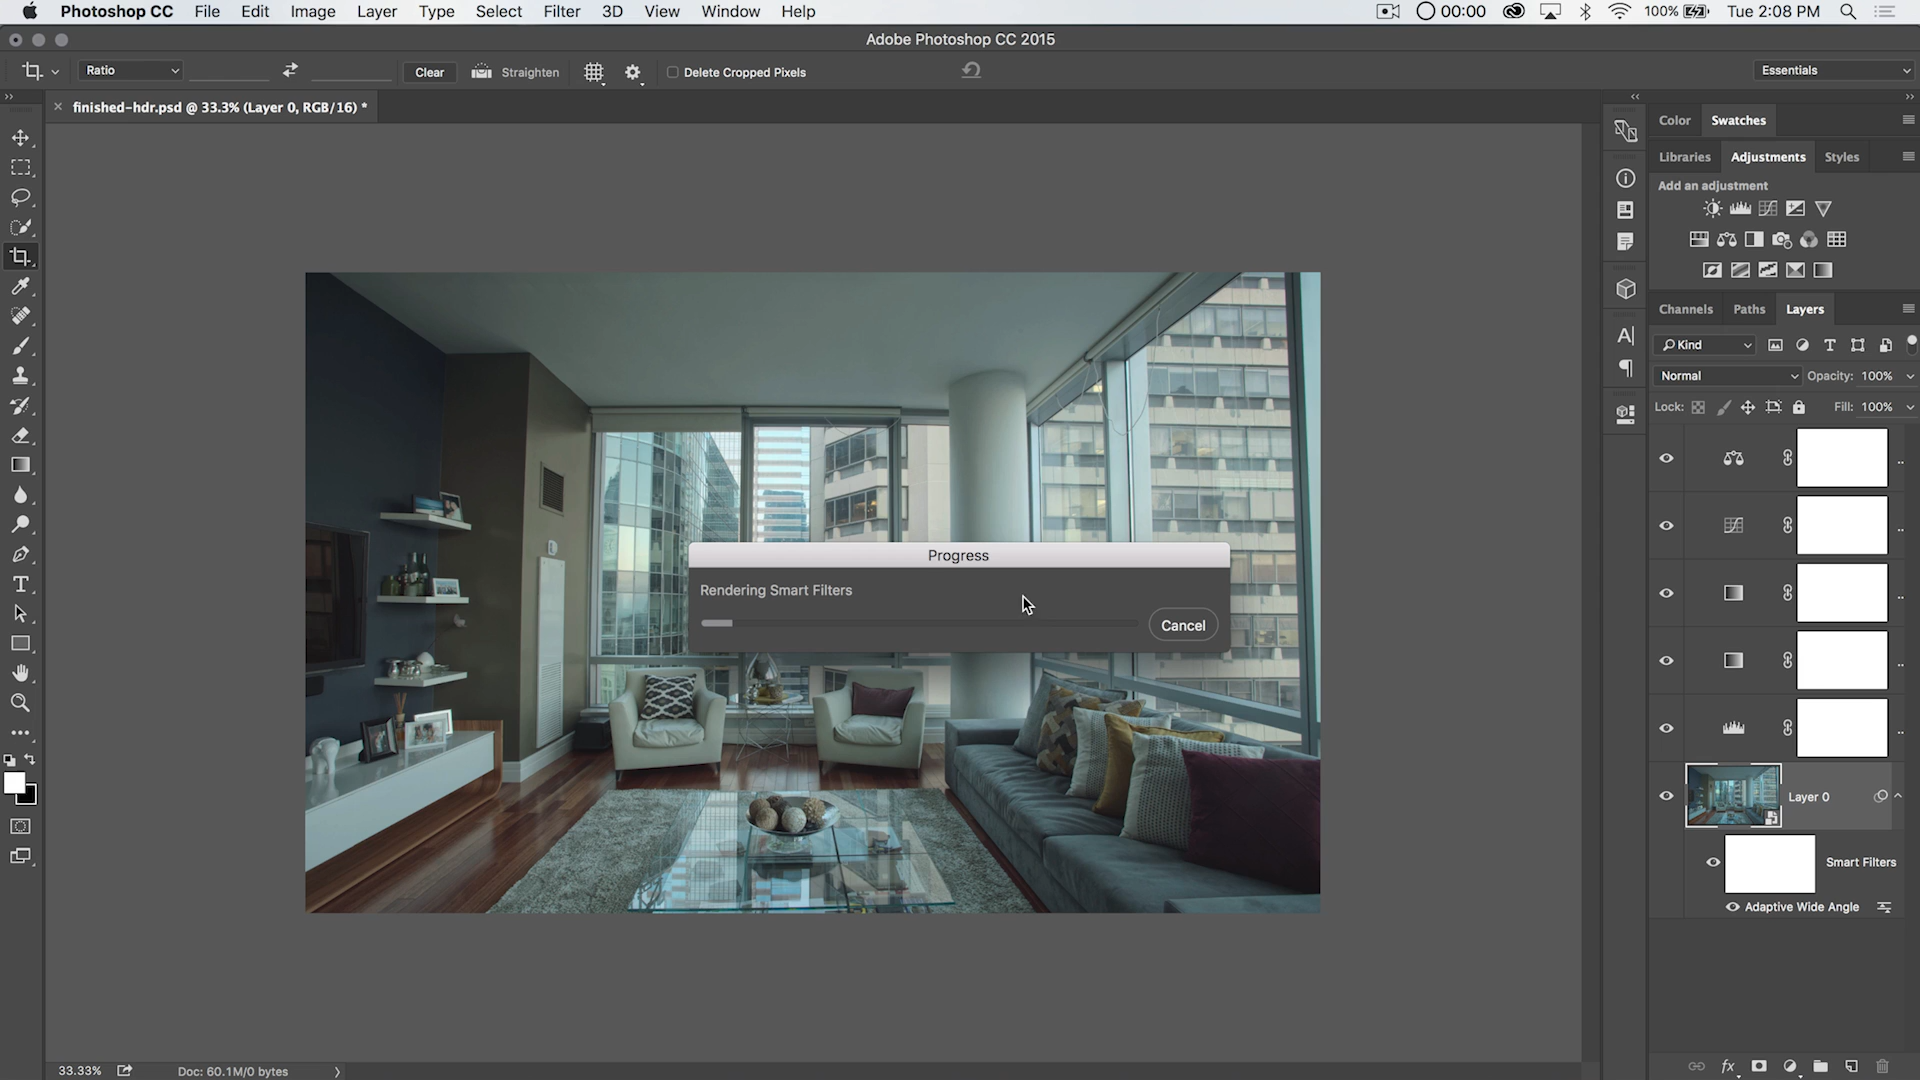 Photoshop CC File Edit Image Layer Type Select Filter 3D View Window Help 00:00 100% Tue 2:08 PM
Adobe Photoshop CC 2015
Ratio Clear Straighten Delete Cropped Pixels Essentials
finished-hdr.psd @ 33.3% (Layer 0, RGB/16) *
Color Swatches
Libraries Adjustments Styles
Add an adjustment
Channels Paths Layers
Kind
Normal Opacity: 100%
Lock: Fill: 100%
Progress
Rendering Smart Filters
Cancel
Layer 0
Smart Filters
Adaptive Wide Angle
33.33% Doc: 60.1M/0 bytes